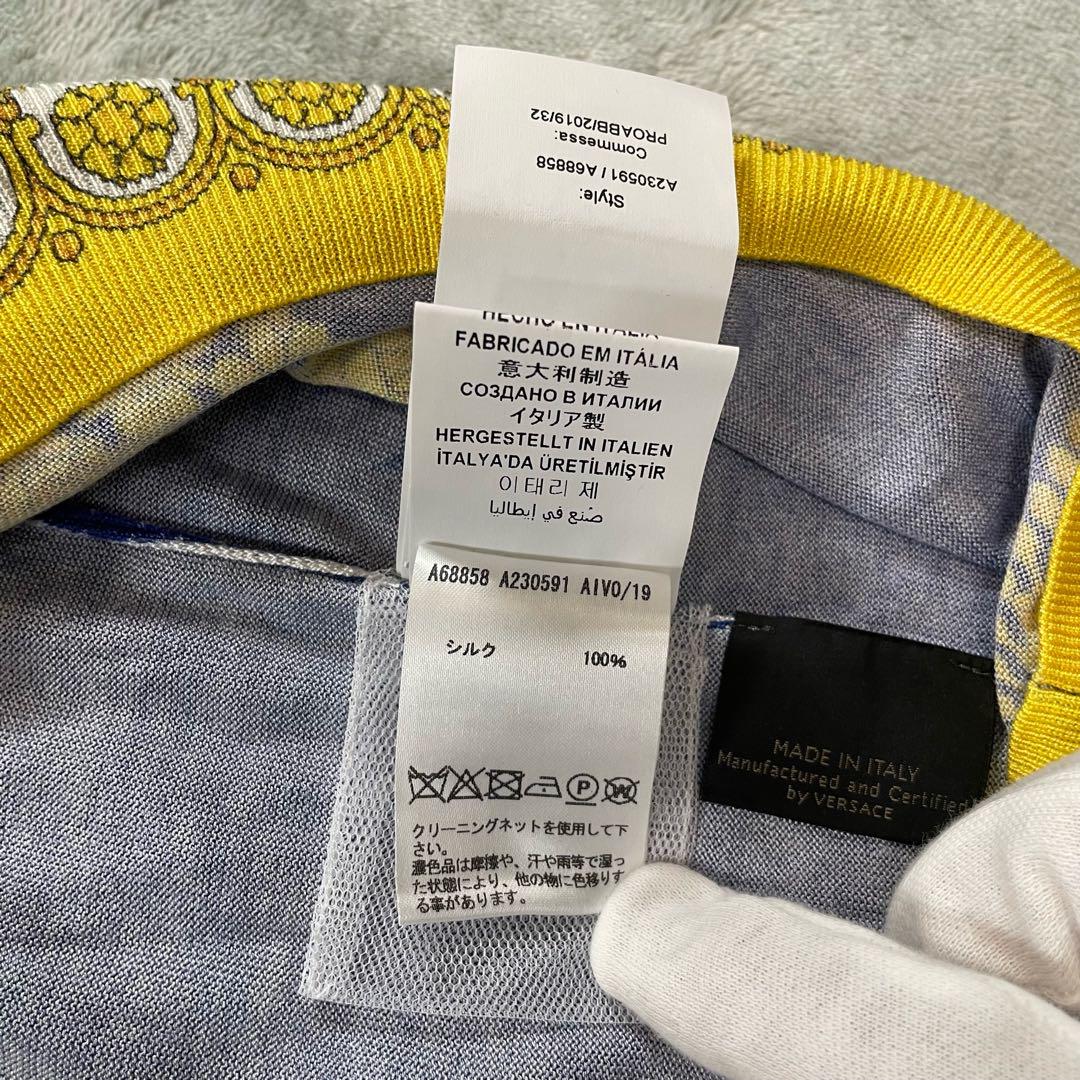 Style:
A230591 / A68858
Commessa:
PROABB/2019/32
HECHO EN ITALIA
FABRICADO EM ITÁLIA
意大利制造
СОЗДАНО В ИТАЛИИ
イタリア製
HERGESTELLT IN ITALIEN
İTALYA'DA ÜRETİLMİŞTİR
이태리 제
صُنع في إيطاليا
A68858 A230591 AIVO/19
シルク 100%
P
W
クリーニングネットを使用して下
さい。
濃色品は摩擦や、汗や雨等で湿っ
た状態により、他の物に色移りす
る事があります。
MADE IN ITALY
Manufactured and Certified
by VERSACE